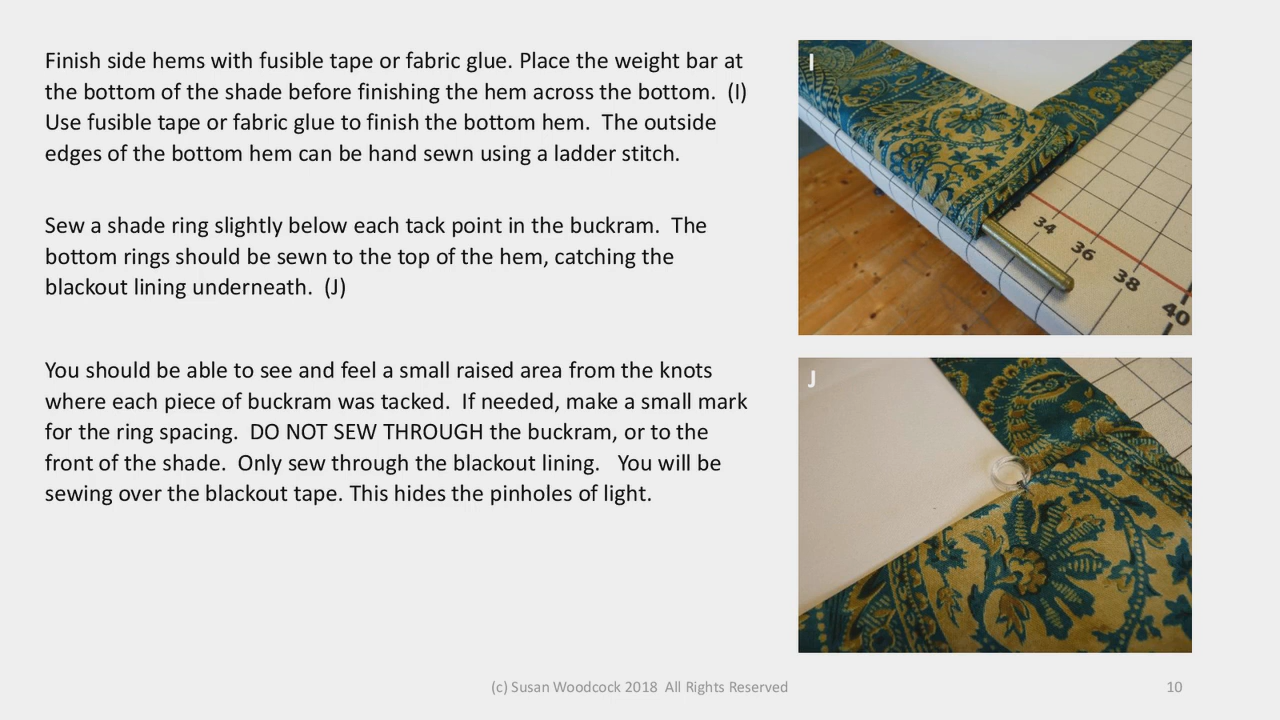 Finish side hems with fusible tape or fabric glue. Place the weight bar at
the bottom of the shade before finishing the hem across the bottom.  (I)
Use fusible tape or fabric glue to finish the bottom hem.  The outside
edges of the bottom hem can be hand sewn using a ladder stitch.
Sew a shade ring slightly below each tack point in the buckram.  The
bottom rings should be sewn to the top of the hem, catching the
blackout lining underneath.  (J)
You should be able to see and feel a small raised area from the knots
where each piece of buckram was tacked.  If needed, make a small mark
for the ring spacing.  DO NOT SEW THROUGH the buckram, or to the
front of the shade.  Only sew through the blackout lining.   You will be
sewing over the blackout tape. This hides the pinholes of light.
I
34
36
38
40
J
(c) Susan Woodcock 2018  All Rights Reserved
10